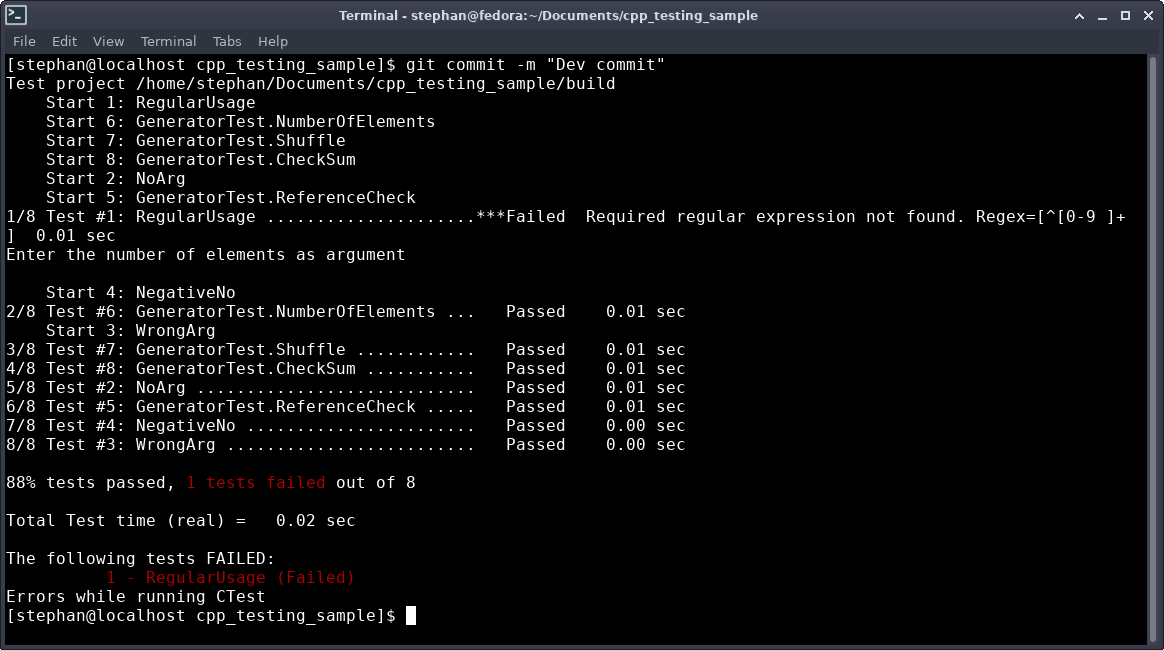 Terminal - stephan@fedora:~/Documents/cpp_testing_sample
File Edit View Terminal Tabs Help
[stephan@localhost cpp_testing_sample]$ git commit -m "Dev commit"
Test project /home/stephan/Documents/cpp_testing_sample/build
    Start 1: RegularUsage
    Start 6: GeneratorTest.NumberOfElements
    Start 7: GeneratorTest.Shuffle
    Start 8: GeneratorTest.CheckSum
    Start 2: NoArg
    Start 5: GeneratorTest.ReferenceCheck
1/8 Test #1: RegularUsage .....................***Failed  Required regular expression not found. Regex=[^[0-9 ]+
]  0.01 sec
Enter the number of elements as argument
    Start 4: NegativeNo
2/8 Test #6: GeneratorTest.NumberOfElements ...   Passed    0.01 sec
    Start 3: WrongArg
3/8 Test #7: GeneratorTest.Shuffle ............   Passed    0.01 sec
4/8 Test #8: GeneratorTest.CheckSum ...........   Passed    0.01 sec
5/8 Test #2: NoArg ............................   Passed    0.01 sec
6/8 Test #5: GeneratorTest.ReferenceCheck .....   Passed    0.01 sec
7/8 Test #4: NegativeNo .......................   Passed    0.00 sec
8/8 Test #3: WrongArg .........................   Passed    0.00 sec
88% tests passed, 1 tests failed out of 8
Total Test time (real) =   0.02 sec
The following tests FAILED:
          1 - RegularUsage (Failed)
Errors while running CTest
[stephan@localhost cpp_testing_sample]$